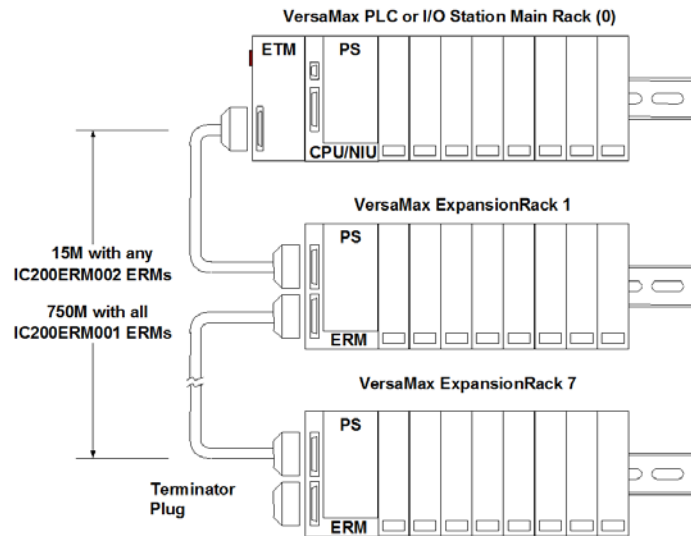 VersaMax PLC or I/O Station Main Rack (0)
ETM
PS
CPU/NIU
VersaMax ExpansionRack 1
PS
15M with any
IC200ERM002 ERMs
750M with all
IC200ERM001 ERMs
ERM
VersaMax ExpansionRack 7
PS
Terminator
Plug
ERM